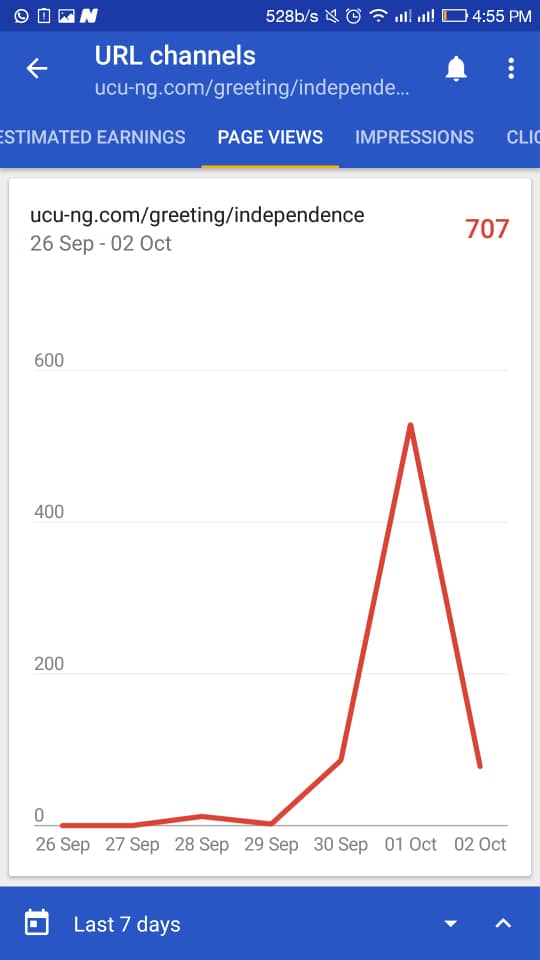 528b/s 4:55 PM
URL channels
ucu-ng.com/greeting/independe...
ESTIMATED EARNINGS PAGE VIEWS IMPRESSIONS CLIC
ucu-ng.com/greeting/independence 707
26 Sep - 02 Oct
600
400
200
0
26 Sep 27 Sep 28 Sep 29 Sep 30 Sep 01 Oct 02 Oct
Last 7 days